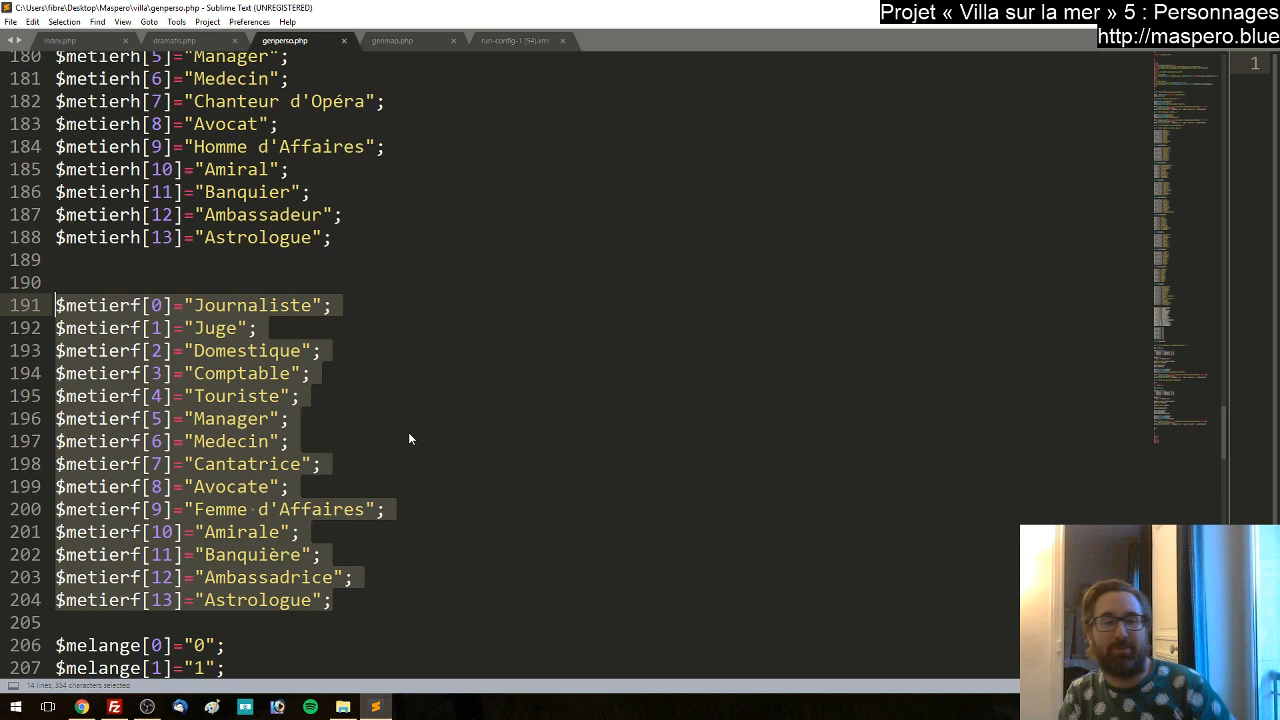 C:\Users\fibre\Desktop\Maspero\villa\genperso.php - Sublime Text (UNREGISTERED)
Projet « Villa sur la mer » 5 : Personnages
http://maspero.blue
File Edit Selection Find View Goto Tools Project Preferences Help
index.php dramatis.php genperso.php genmap.php run-config-1 (54).xml
180 $metierh[5]="Manager";
181 $metierh[6]="Medecin";
182 $metierh[7]="Chanteur d'Opéra";
183 $metierh[8]="Avocat";
184 $metierh[9]="Homme d'Affaires";
185 $metierh[10]="Amiral";
186 $metierh[11]="Banquier";
187 $metierh[12]="Ambassadeur";
188 $metierh[13]="Astrologue";
189
190
191 $metierf[0]="Journaliste";
192 $metierf[1]="Juge";
193 $metierf[2]="Domestique";
194 $metierf[3]="Comptable";
195 $metierf[4]="Touriste";
196 $metierf[5]="Manager";
197 $metierf[6]="Medecin";
198 $metierf[7]="Cantatrice";
199 $metierf[8]="Avocate";
200 $metierf[9]="Femme d'Affaires";
201 $metierf[10]="Amirale";
202 $metierf[11]="Banquière";
203 $metierf[12]="Ambassadrice";
204 $metierf[13]="Astrologue";
205
206 $melange[0]="0";
207 $melange[1]="1";
1
14 lines, 354 characters selected